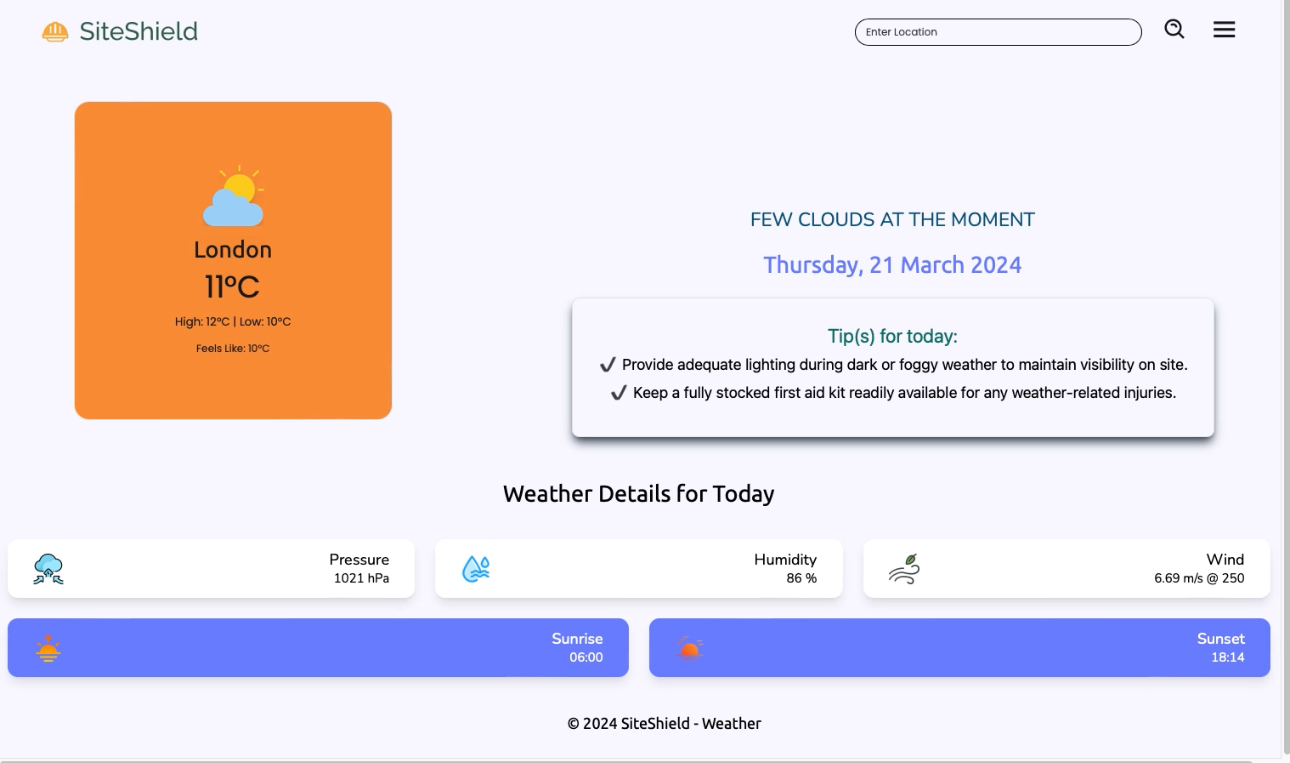 SiteShield
Enter Location
London
11°C
High: 12°C | Low: 10°C
Feels Like: 10°C
FEW CLOUDS AT THE MOMENT
Thursday, 21 March 2024
Tip(s) for today:
✔ Provide adequate lighting during dark or foggy weather to maintain visibility on site.
✔ Keep a fully stocked first aid kit readily available for any weather-related injuries.
Weather Details for Today
Pressure
1021 hPa
Humidity
86 %
Wind
6.69 m/s @ 250
Sunrise
06:00
Sunset
18:14
© 2024 SiteShield - Weather